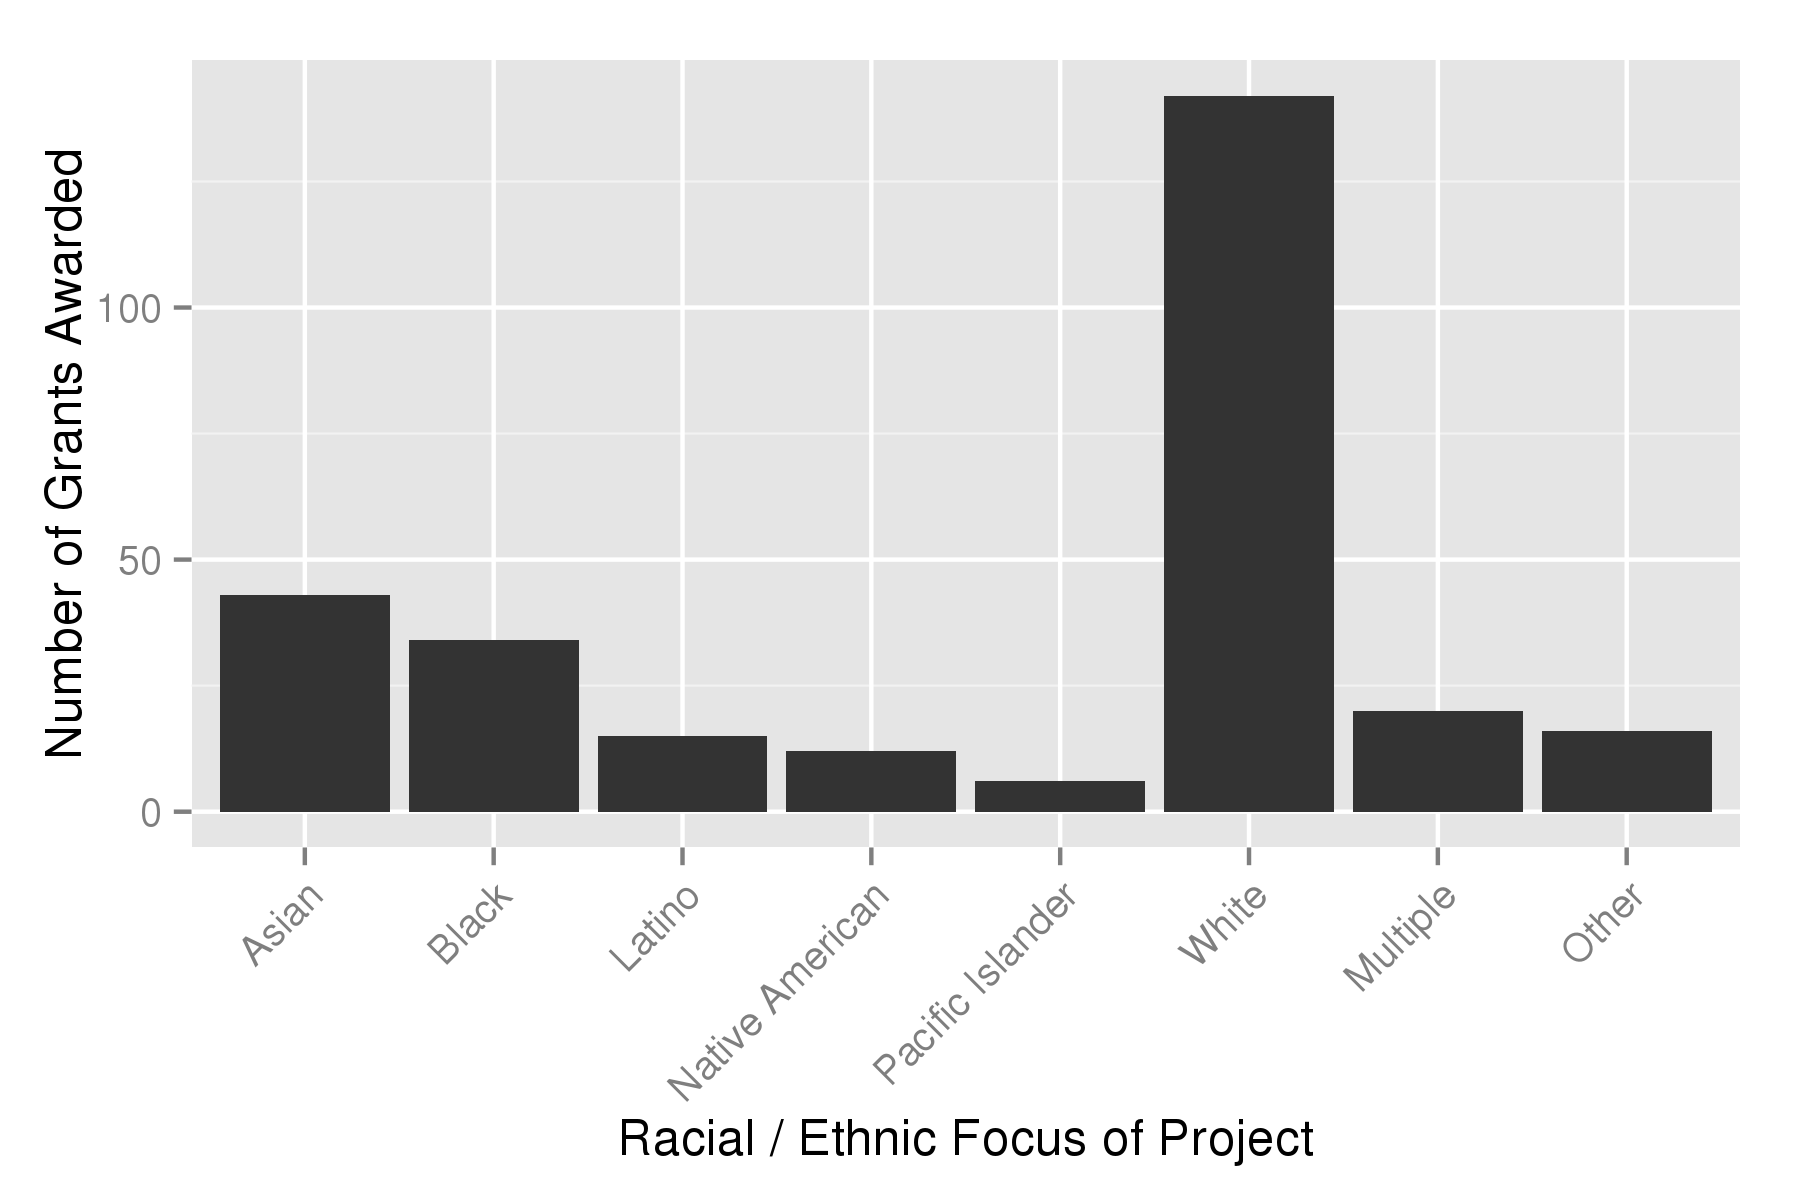 Number of Grants Awarded
100
50
0
Asian
Black
Latino
Native American
Pacific Islander
White
Multiple
Other
Racial / Ethnic Focus of Project